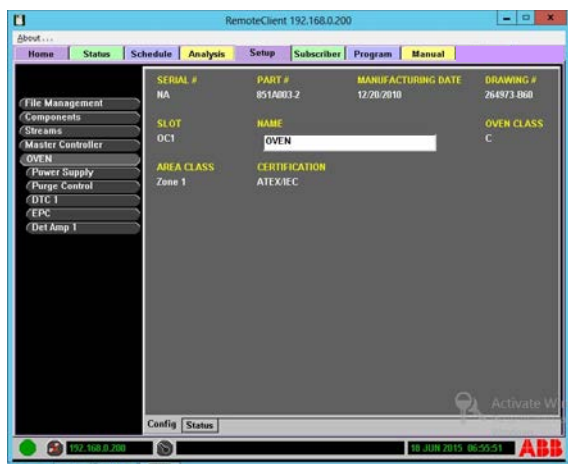 RemoteClient 192.168.0.200
About...
Home Status Schedule Analysis Setup Subscriber Program Manual
SERIAL # PART # MANUFACTURING DATE DRAWING #
NA 851A003-2 12/20/2010 264973-860
File Management
Components
Streams
Master Controller
OVEN
Power Supply
Purge Control
DTC 1
EPC
Det Amp 1
SLOT NAME OVEN CLASS
OC1 OVEN C
AREA CLASS CERTIFICATION
Zone 1 ATEX/IEC
Activate
Config Status
192.168.0.200 18 JUN 2015 06:55:51 ABB